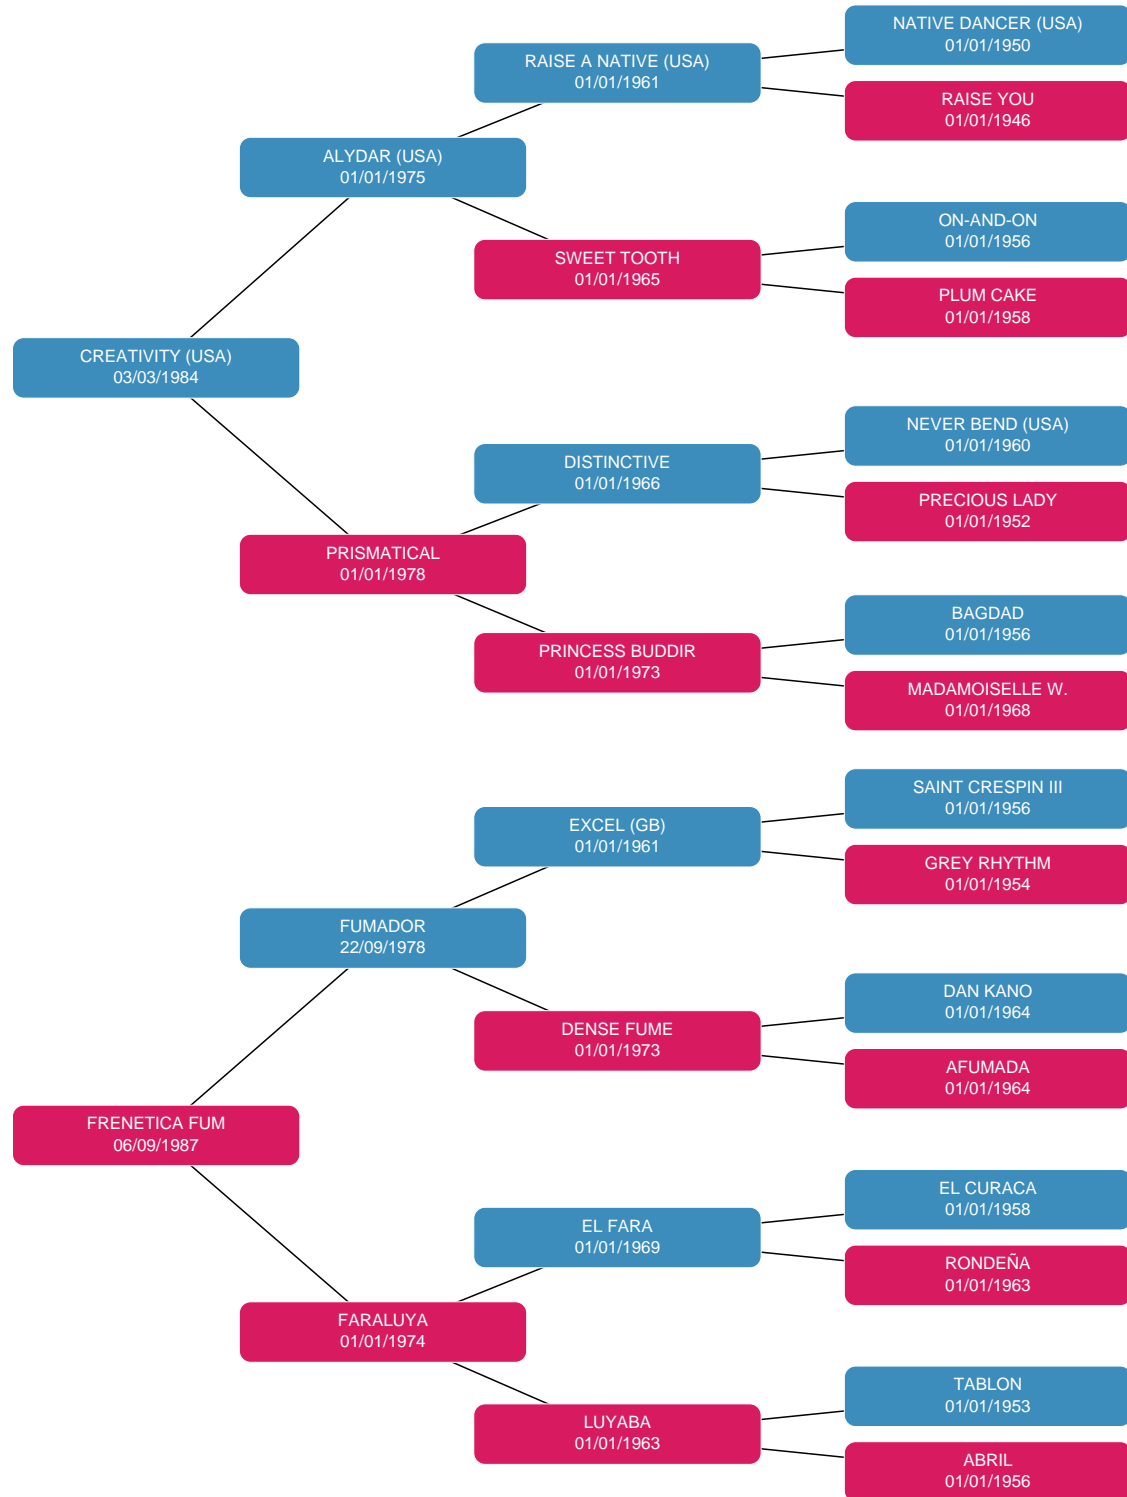 NATIVE DANCER (USA)
01/01/1950
RAISE A NATIVE (USA)
01/01/1961
RAISE YOU
01/01/1946
ALYDAR (USA)
01/01/1975
ON-AND-ON
01/01/1956
SWEET TOOTH
01/01/1965
PLUM CAKE
01/01/1958
CREATIVITY (USA)
03/03/1984
NEVER BEND (USA)
01/01/1960
DISTINCTIVE
01/01/1966
PRECIOUS LADY
01/01/1952
PRISMATICAL
01/01/1978
BAGDAD
01/01/1956
PRINCESS BUDDIR
01/01/1973
MADAMOISELLE W.
01/01/1968
SAINT CRESPIN III
01/01/1956
EXCEL (GB)
01/01/1961
GREY RHYTHM
01/01/1954
FUMADOR
22/09/1978
DAN KANO
01/01/1964
DENSE FUME
01/01/1973
AFUMADA
01/01/1964
FRENETICA FUM
06/09/1987
EL CURACA
01/01/1958
EL FARA
01/01/1969
RONDEÑA
01/01/1963
FARALUYA
01/01/1974
TABLON
01/01/1953
LUYABA
01/01/1963
ABRIL
01/01/1956